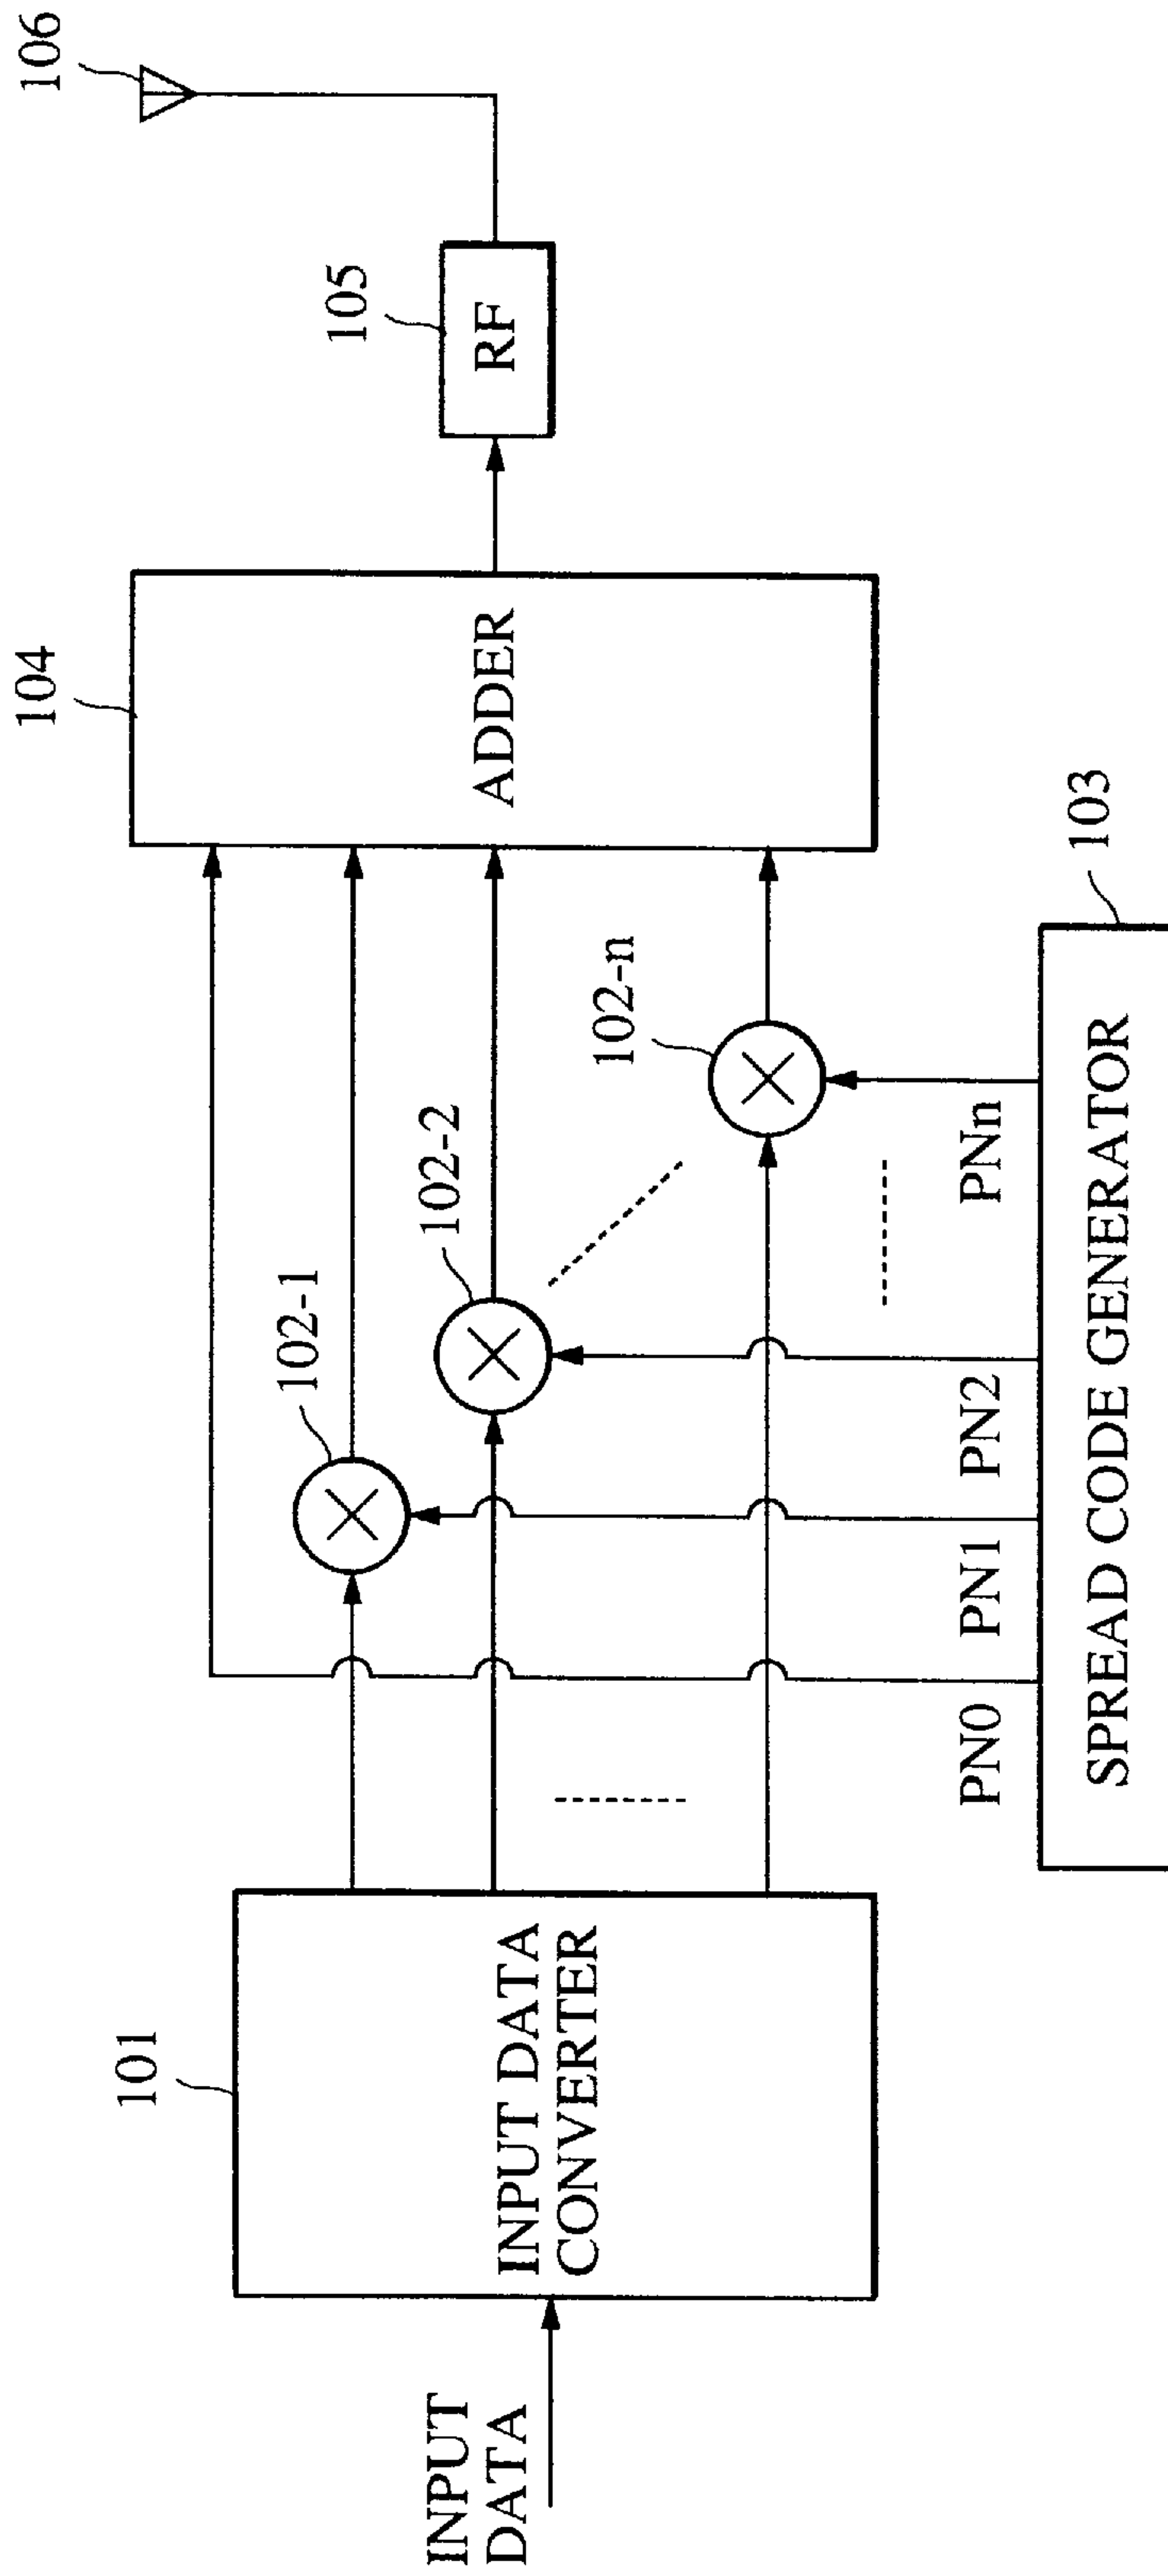 106
105
RF
104
ADDER
102-n
102-2
102-1
103
PNn
PN2
PN1
PN0
SPREAD CODE GENERATOR
101
INPUT DATA
CONVERTER
INPUT
DATA